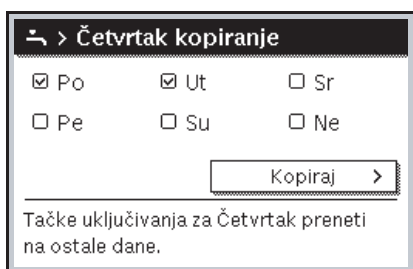 > Četvrtak kopiranje
Po Ut Sr
Pe Su Ne
Kopiraj >
Tačke uključivanja za Četvrtak preneti
na ostale dane.